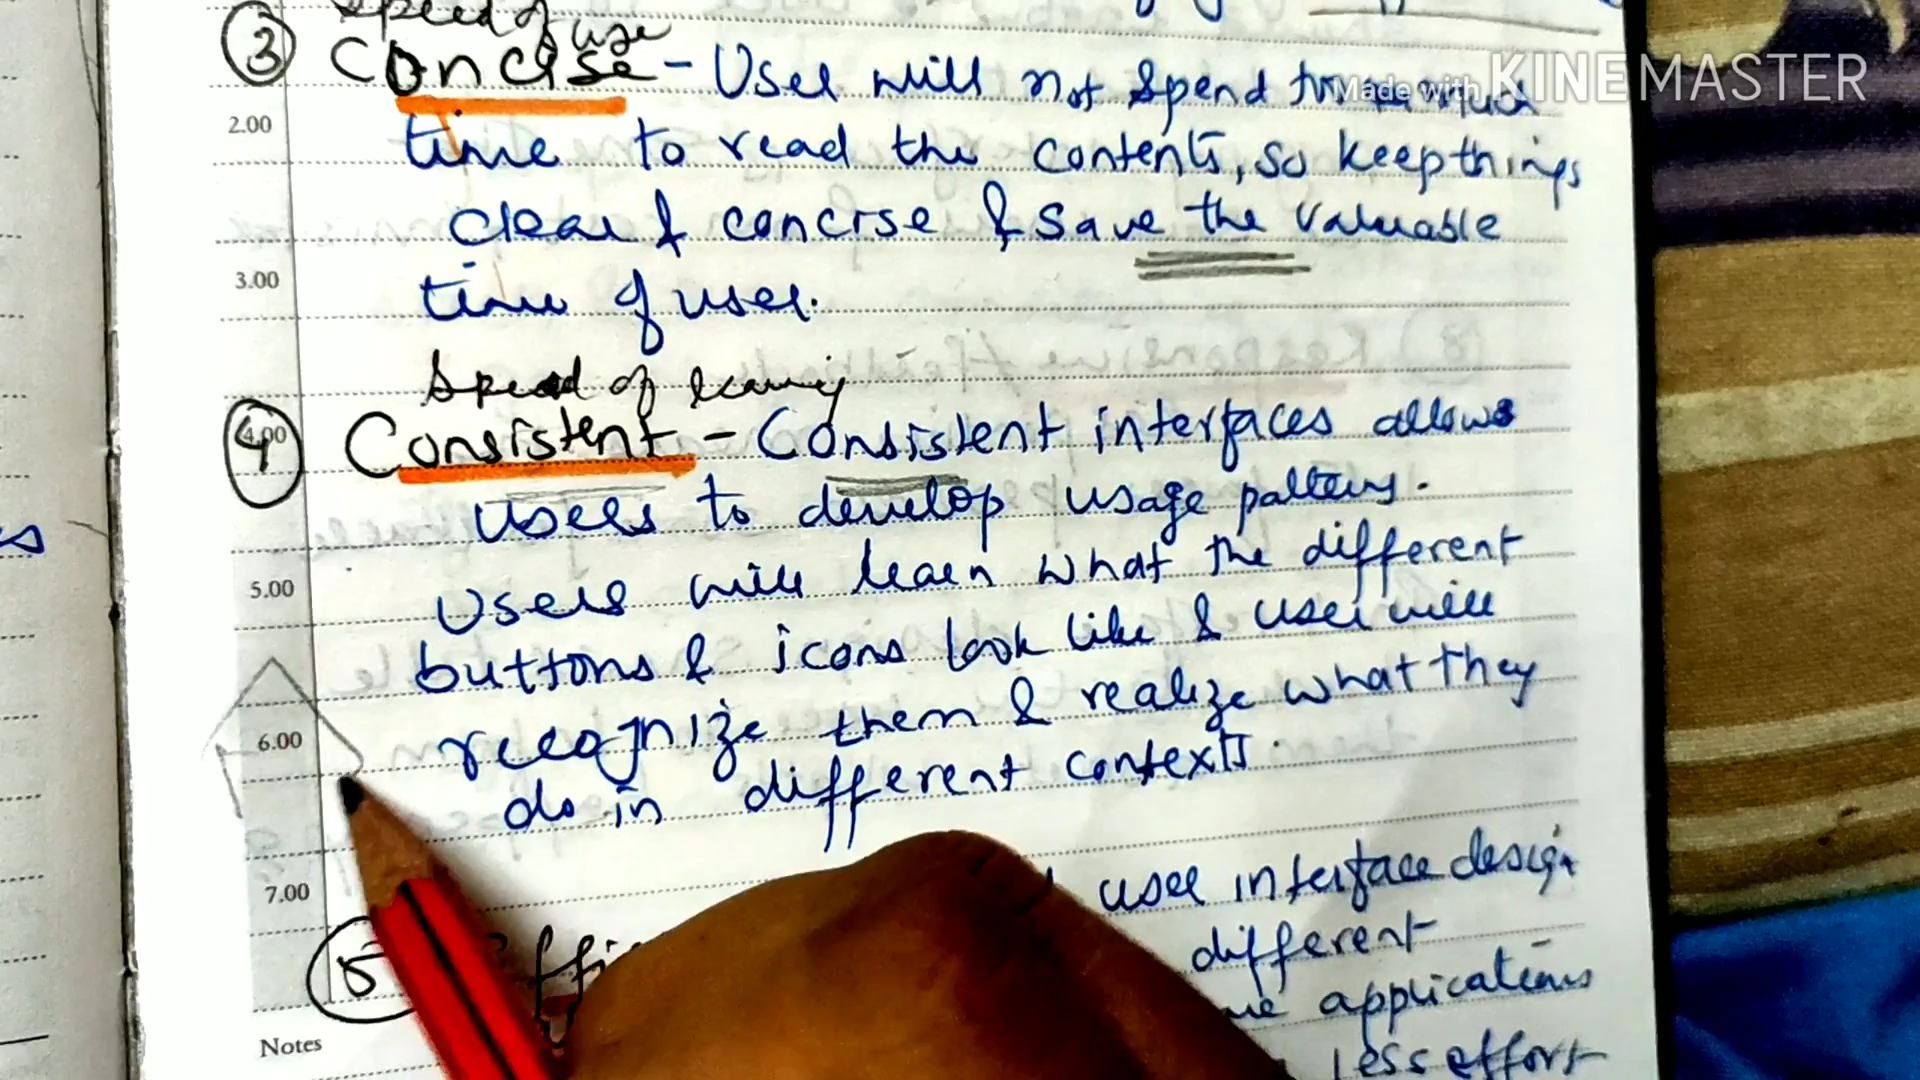 Speed of use
③ Concise - User will not spend too much
Made with KINEMASTER
2.00
time to read the contents, so keep things
clear & concise & save the valuable
3.00
time of user.
Speed of learning
④ 4.00 Consistent - Consistent interfaces allows
users to develop usage pattern.
5.00
Users will learn what the different
buttons & icons look like & user will
6.00
recognize them & realize what they
do in different contexts.
7.00
user interface design
⑤ Effi
different
applications
Notes
less effort